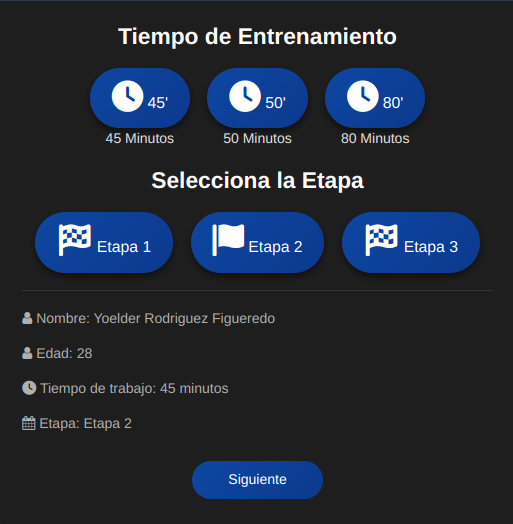 Tiempo de Entrenamiento
45' 50' 80'
45 Minutos 50 Minutos 80 Minutos
Selecciona la Etapa
Etapa 1 Etapa 2 Etapa 3
Nombre: Yoelder Rodriguez Figueredo
Edad: 28
Tiempo de trabajo: 45 minutos
Etapa: Etapa 2
Siguiente